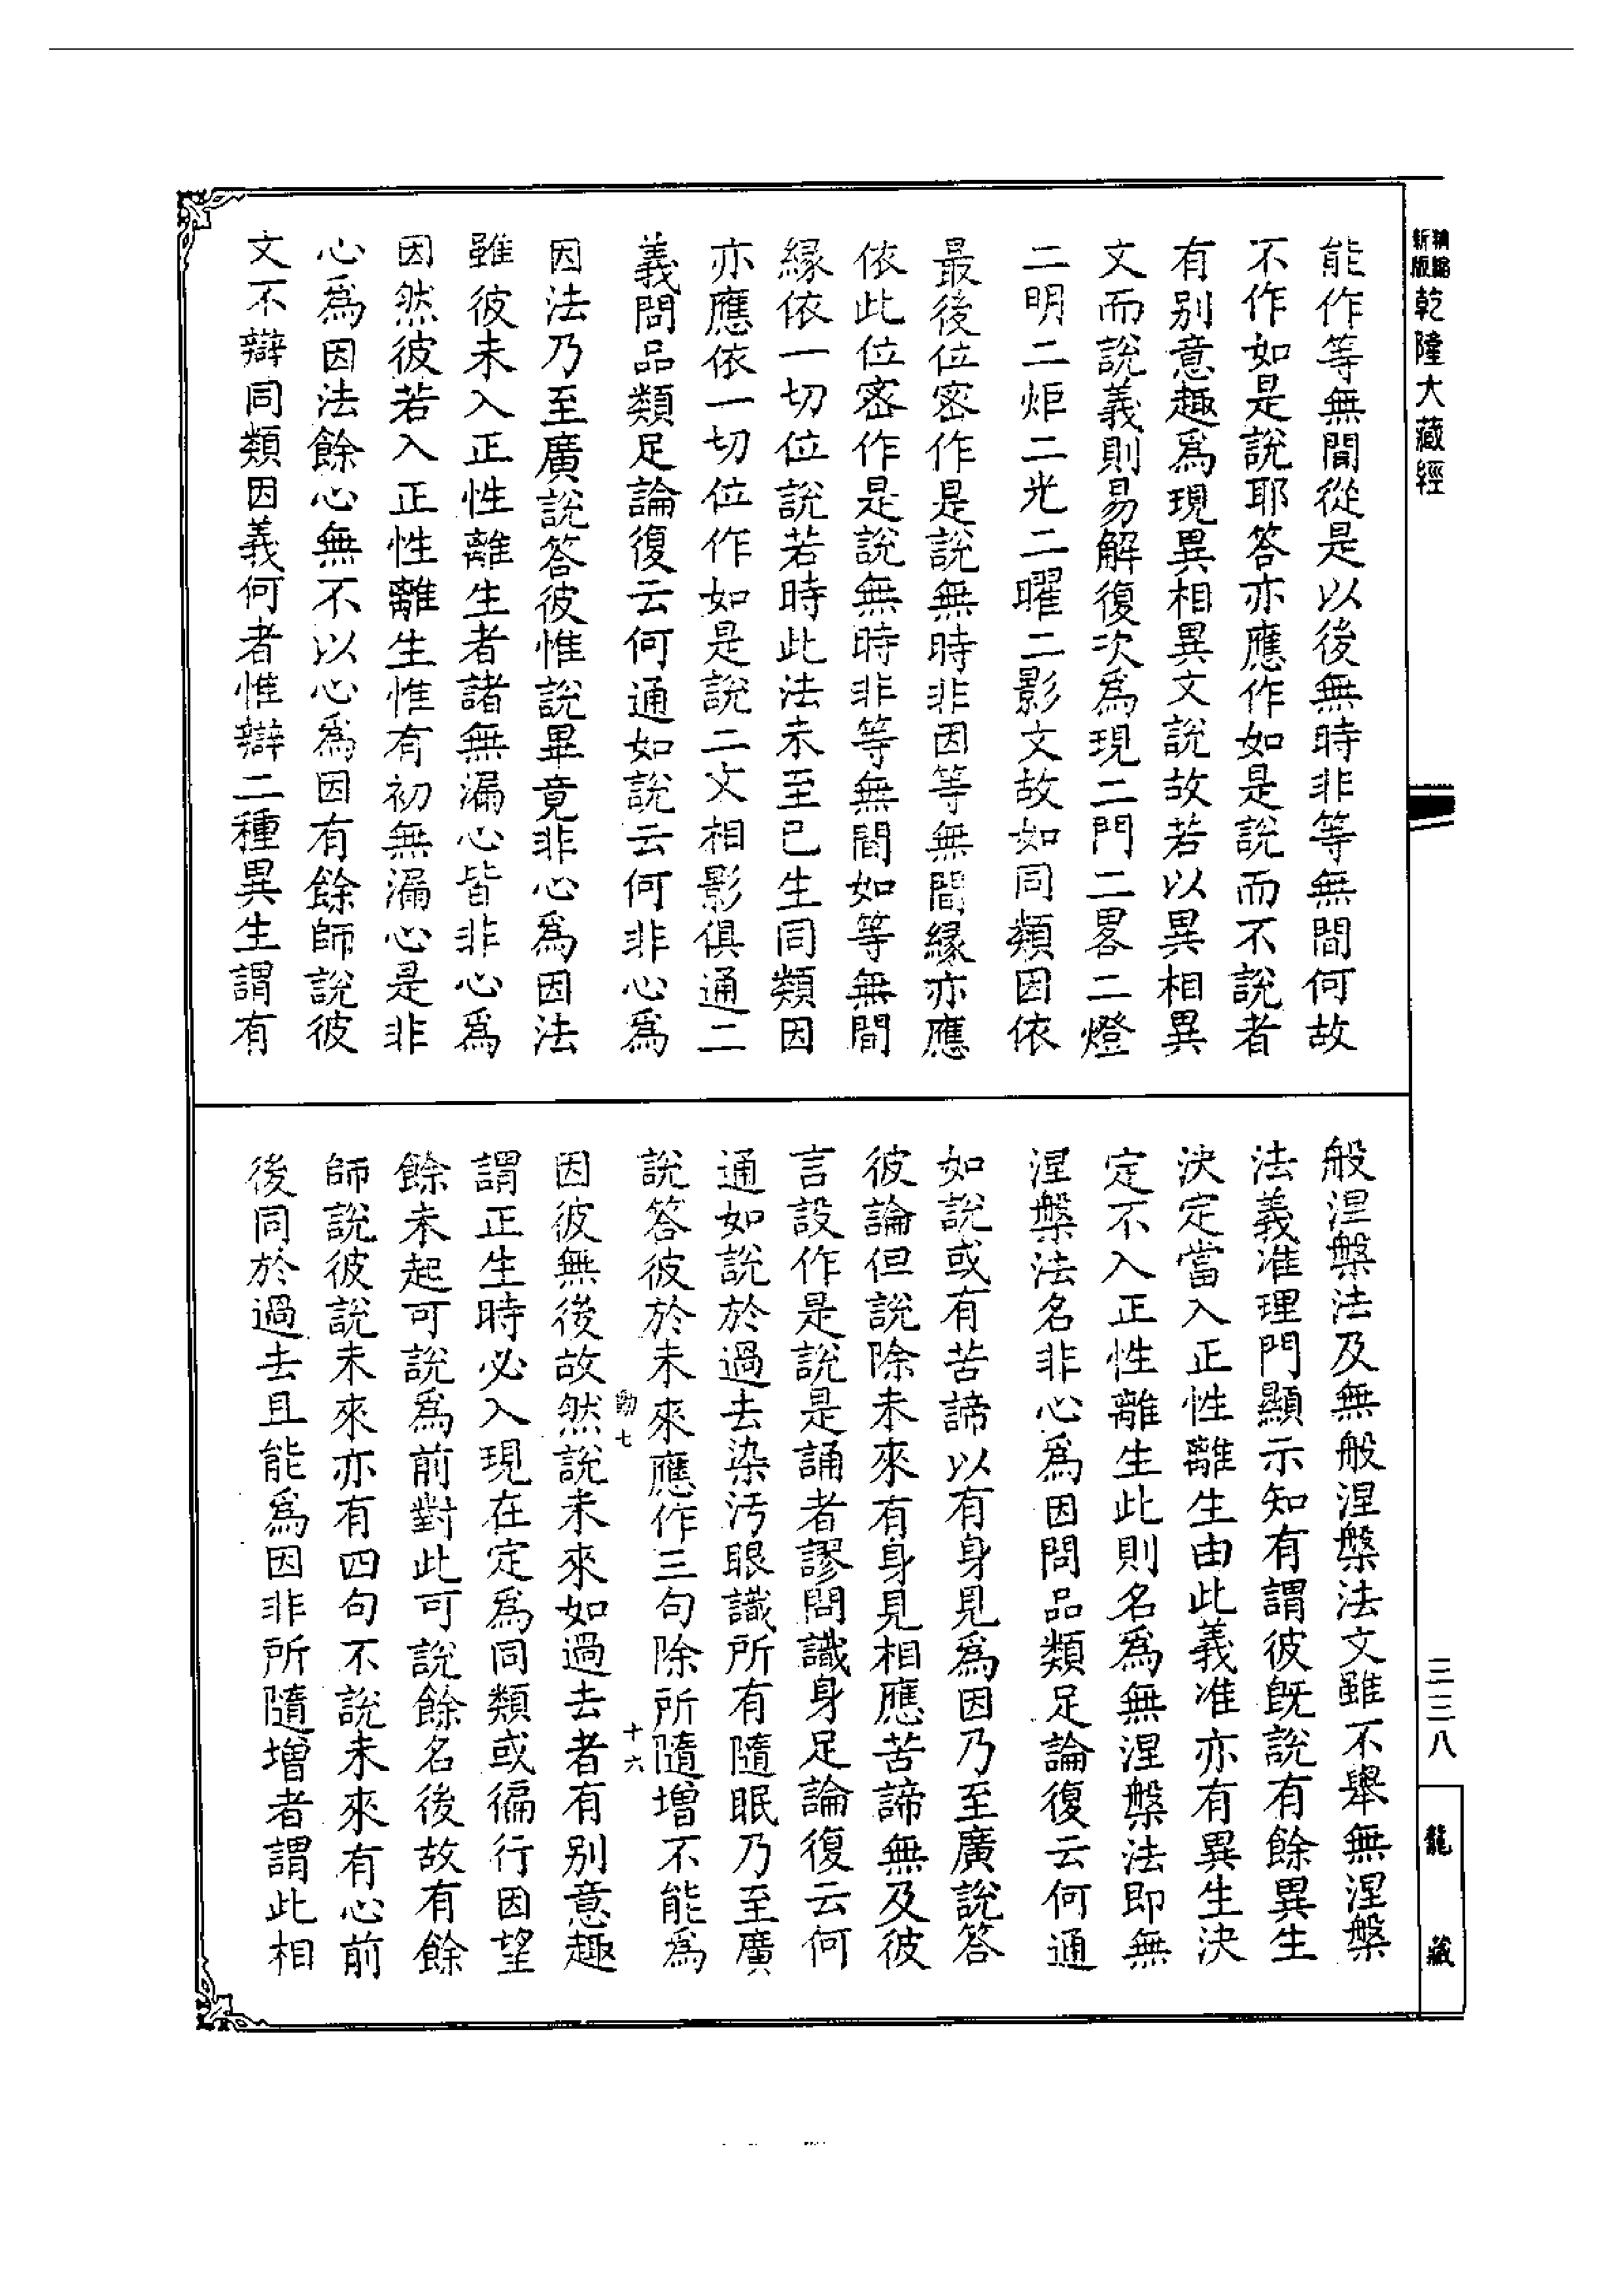 精縮新版乾隆大藏經
能作等無間從是以後無時非等無間何故
不作如是說耶答亦應作如是說而不說者
有別意趣爲現異相異文說故若以異相異
文而說義則易解復次爲現二門二畧二燈
二明二炬二光二曜二影文故如同類因依
最後位密作是說無時非因等無間緣亦應
依此位密作是說無時非等無間如等無間
緣依一切位說若時此法未至已生同類因
亦應依一切位作如是說二文相影俱通二
義問品類足論復云何通如說云何非心爲
因法乃至廣說答彼惟說畢竟非心爲因法
雖彼未入正性離生者諸無漏心皆非心爲
因然彼若入正性離生惟有初無漏心是非
心爲因法餘心無不以心爲因有餘師說彼
文不辯同類因義何者惟辯二種異生謂有
般涅槃法及無般涅槃法文雖不舉無涅槃
法義准理門顯示知有謂彼旣說有餘異生
決定當入正性離生由此義准亦有異生決
定不入正性離生此則名爲無涅槃法即無
涅槃法名非心爲因問品類足論復云何通
如說或有苦諦以有身見爲因乃至廣說答
彼論但說除未來有身見相應苦諦無及彼
言設作是說是誦者謬問識身足論復云何
通如說於過去染汚眼識所有隨眠乃至廣
說答彼於未來應作三句除所隨增不能爲
因彼無後故然說未來如過去者有別意趣
謂正生時必入現在定爲同類或徧行因望
餘未起可說爲前對此可說餘名後故有餘
師說彼說未來亦有四句不說未來有心前
後同於過去且能爲因非所隨增者謂此相
七
十六
三三八
龍藏